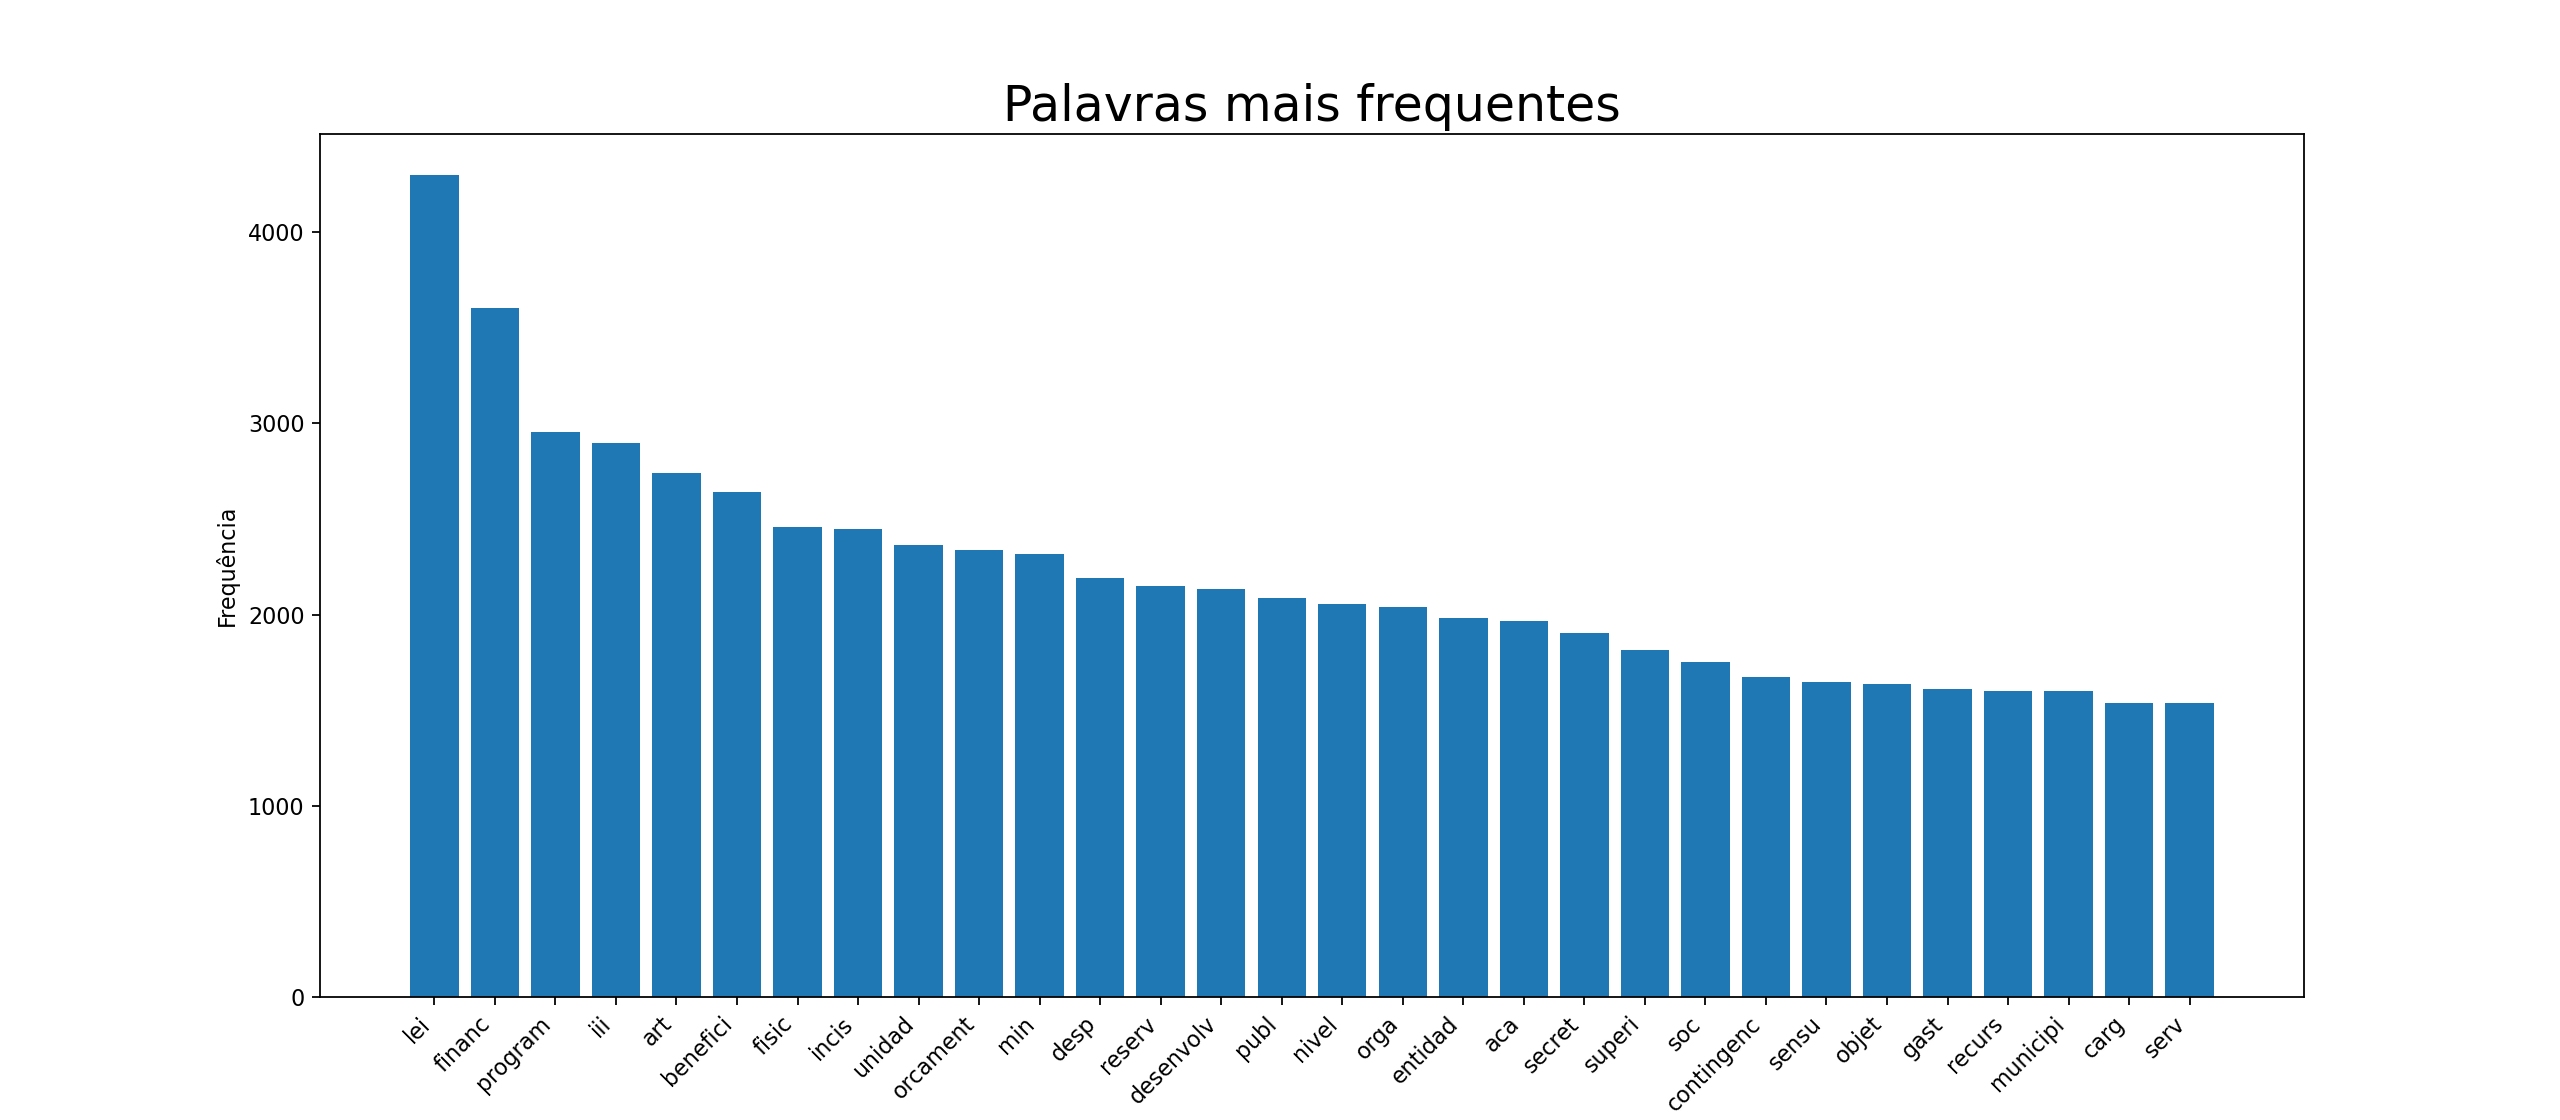 Palavras mais frequentes
Frequência
4000
3000
2000
1000
0
lei
financ
program
iii
art
benefici
fisic
incis
unidad
orcament
min
desp
reserv
desenvolv
publ
nivel
orga
entidad
aca
secret
superi
soc
contingenc
sensu
objet
gast
recurs
municipi
carg
serv